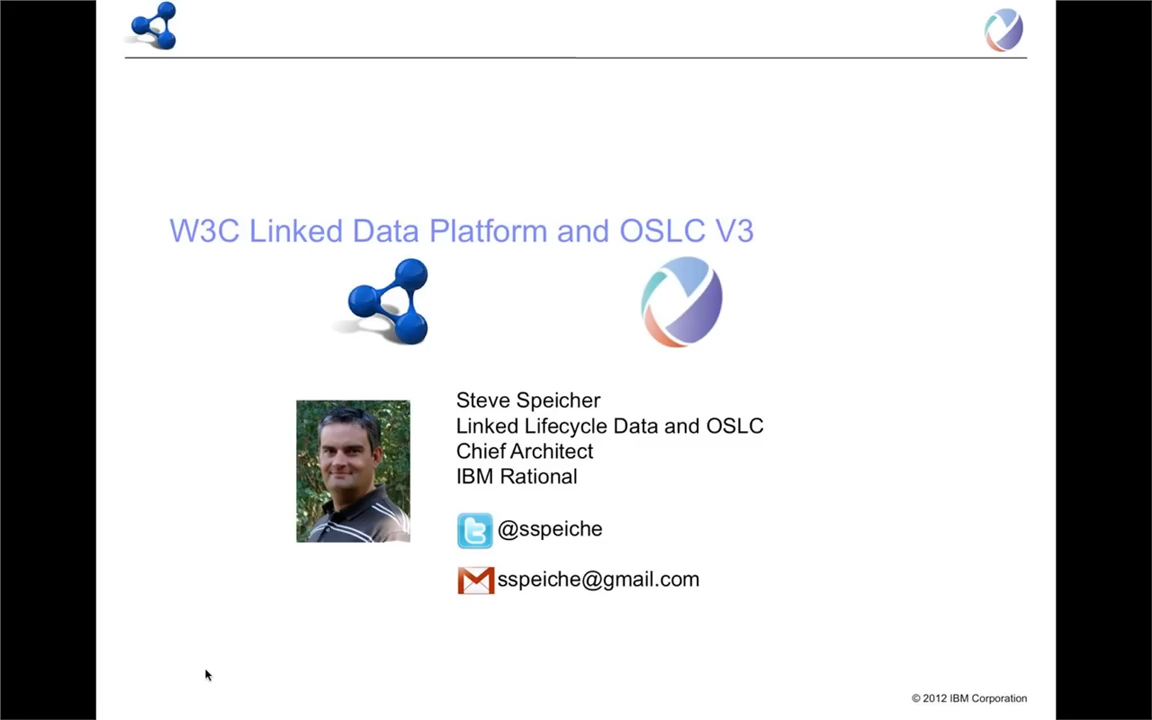 W3C Linked Data Platform and OSLC V3
Steve Speicher
Linked Lifecycle Data and OSLC
Chief Architect
IBM Rational
@sspeiche
sspeiche@gmail.com
© 2012 IBM Corporation